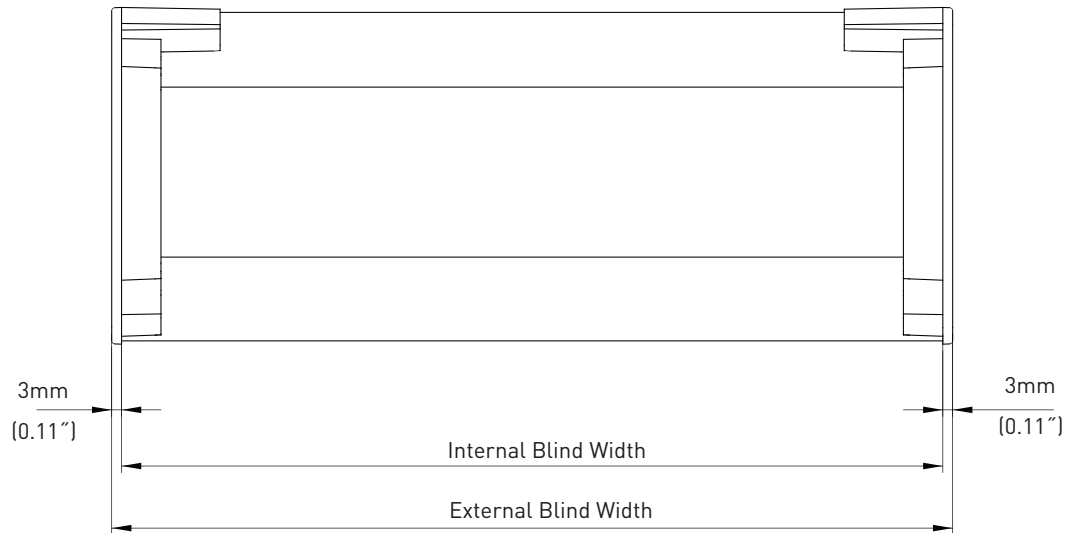 3mm
(0.11˝)
3mm
(0.11˝)
Internal Blind Width
External Blind Width